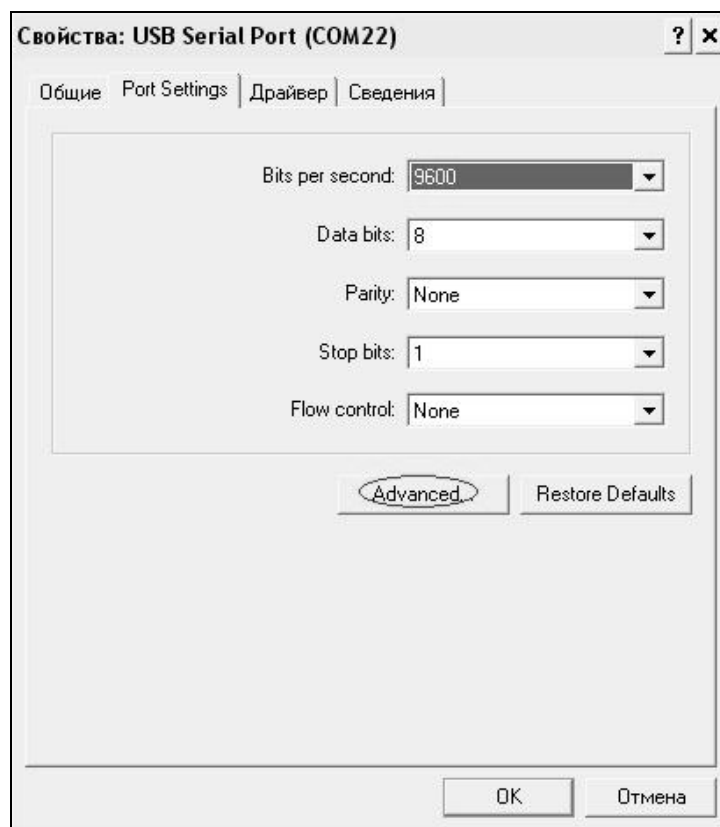 Свойства: USB Serial Port (COM22)
Общие Port Settings Драйвер Сведения
Bits per second: 9600
Data bits: 8
Parity: None
Stop bits: 1
Flow control: None
Advanced... Restore Defaults
OK Отмена